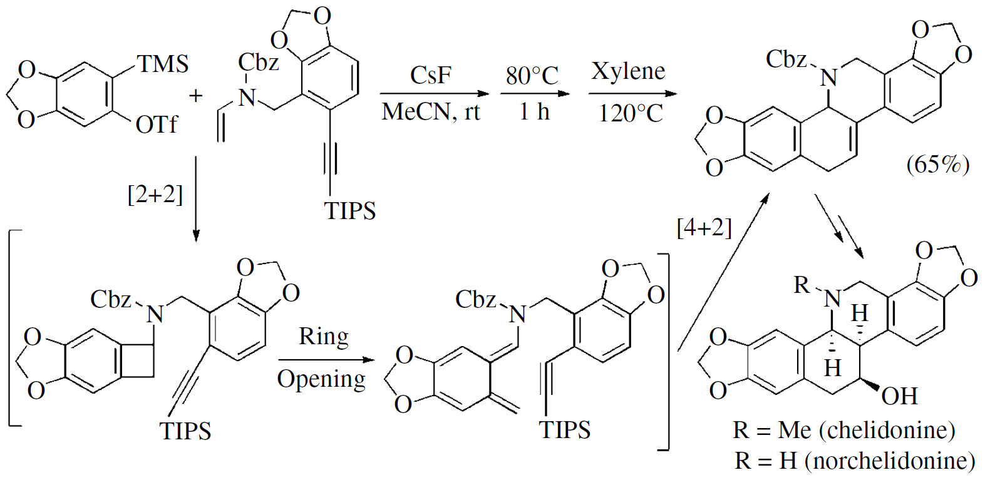 O
O
TMS
OTf
+
Cbz
N
O
O
TIPS
CsF
MeCN, rt
80°C
1 h
Xylene
120°C
Cbz
N
O
O
O
O
(65%)
[2+2]
[4+2]
Cbz
N
O
O
O
O
TIPS
Ring
Opening
Cbz
N
O
O
O
O
TIPS
R
N
H
H
O
O
O
O
OH
R = Me (chelidonine)
R = H (norchelidonine)